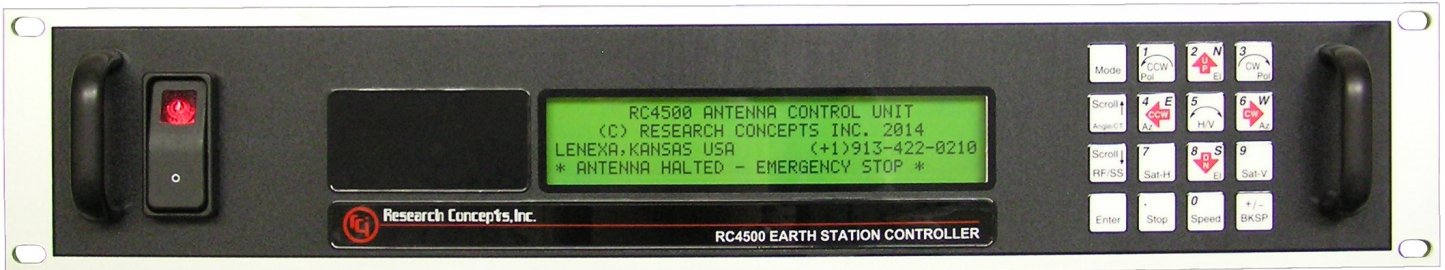 RC4500 ANTENNA CONTROL UNIT
(C) RESEARCH CONCEPTS INC. 2014
LENEXA,KANSAS USA (+1)913-422-0210
* ANTENNA HALTED - EMERGENCY STOP *
rci Research Concepts, Inc.
RC4500 EARTH STATION CONTROLLER
Mode
1
CCW
Pol
2 N
UP
El
3
CW
Pol
Scroll↑
Angle/CT
4 E
CCW
Az
5
H/V
6 W
CW
Az
Scroll↓
RF/SS
7
Sat-H
8 S
DN
El
9
Sat-V
Enter
.
Stop
0
Speed
+/-
BKSP